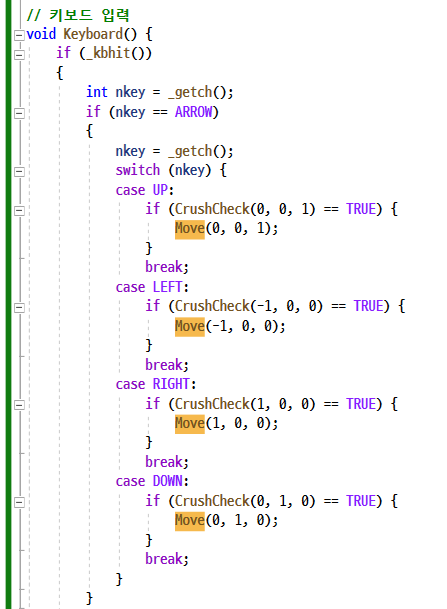 // 키보드 입력
void Keyboard() {
    if (_kbhit())
    {
        int nkey = _getch();
        if (nkey == ARROW)
        {
            nkey = _getch();
            switch (nkey) {
            case UP:
                if (CrushCheck(0, 0, 1) == TRUE) {
                    Move(0, 0, 1);
                }
                break;
            case LEFT:
                if (CrushCheck(-1, 0, 0) == TRUE) {
                    Move(-1, 0, 0);
                }
                break;
            case RIGHT:
                if (CrushCheck(1, 0, 0) == TRUE) {
                    Move(1, 0, 0);
                }
                break;
            case DOWN:
                if (CrushCheck(0, 1, 0) == TRUE) {
                    Move(0, 1, 0);
                }
                break;
            }
        }